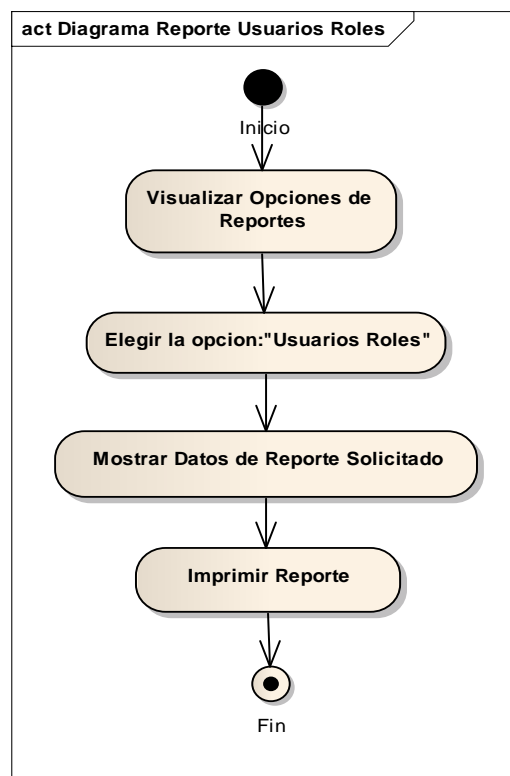 act Diagrama Reporte Usuarios Roles
Inicio
Visualizar Opciones de
Reportes
Elegir la opcion:"Usuarios Roles"
Mostrar Datos de Reporte Solicitado
Imprimir Reporte
Fin